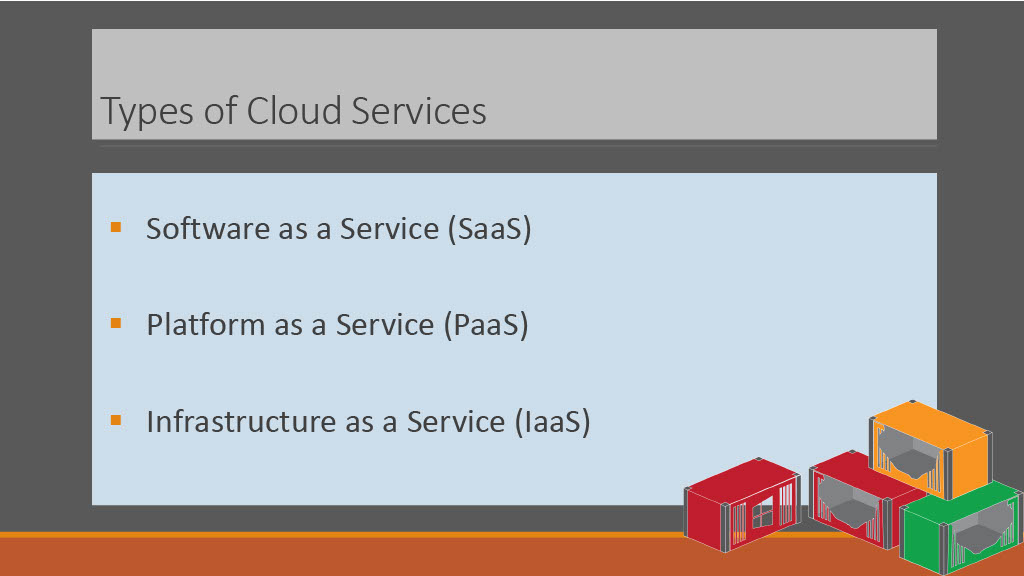 Types of Cloud Services
Software as a Service (SaaS)
Platform as a Service (PaaS)
Infrastructure as a Service (IaaS)